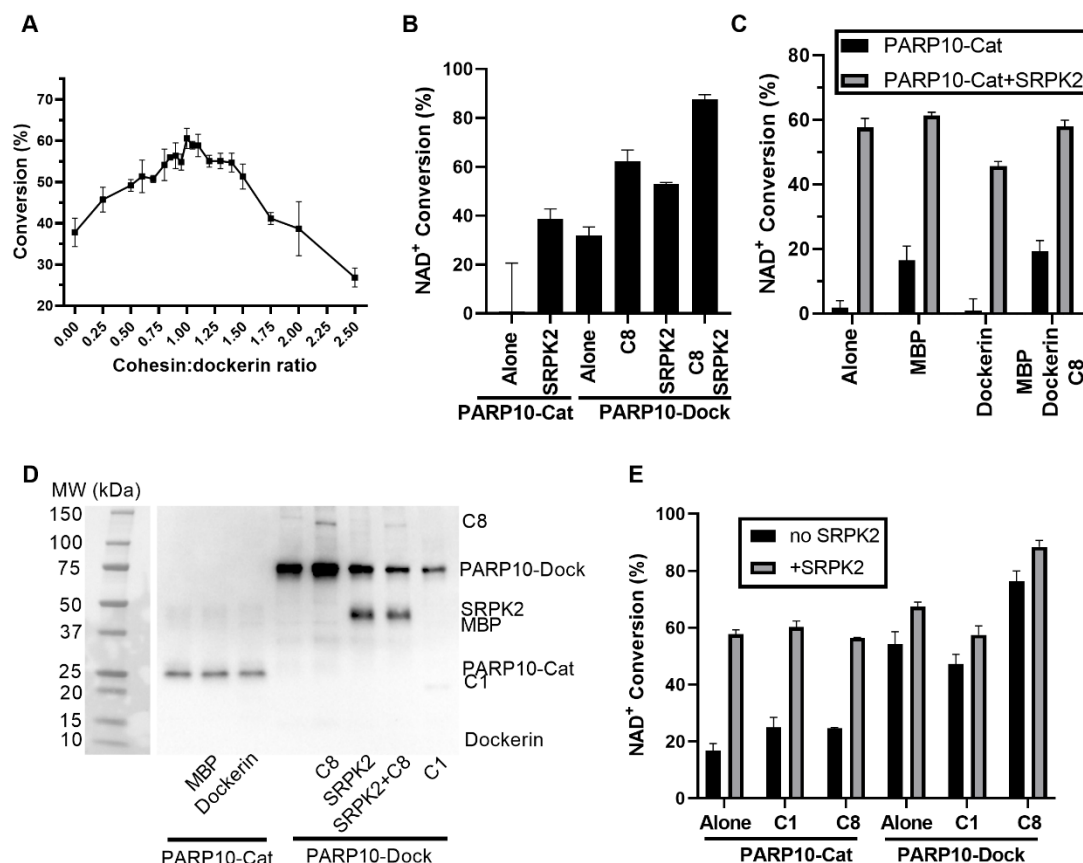 A
Conversion (%)
70
60
50
40
30
20
0.00
0.25
0.50
0.75
1.00
1.25
1.50
1.75
2.00
2.50
Cohesin:dockerin ratio
B
NAD+ Conversion (%)
100
80
60
40
20
0
Alone
SRPK2
Alone
C8
SRPK2
C8
SRPK2
PARP10-Cat
PARP10-Dock
C
PARP10-Cat
PARP10-Cat+SRPK2
NAD+ Conversion (%)
80
60
40
20
0
Alone
MBP
Dockerin
MBP
Dockerin
C8
D
MW (kDa)
150
100
75
50
37
25
20
15
10
C8
PARP10-Dock
SRPK2
MBP
PARP10-Cat
C1
Dockerin
MBP
Dockerin
C8
SRPK2
SRPK2+C8
C1
PARP10-Cat
PARP10-Dock
E
no SRPK2
+SRPK2
NAD+ Conversion (%)
100
80
60
40
20
0
Alone
C1
C8
Alone
C1
C8
PARP10-Cat
PARP10-Dock